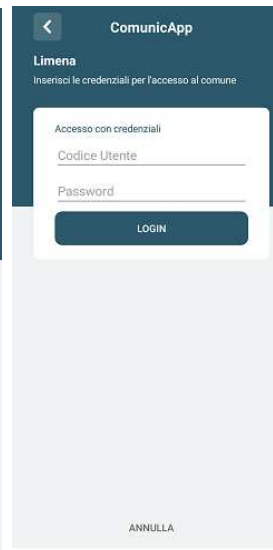 ComunicApp
Limena
Inserisci le credenziali per l'accesso al comune
Accesso con credenziali
Codice Utente
Password
LOGIN
ANNULLA